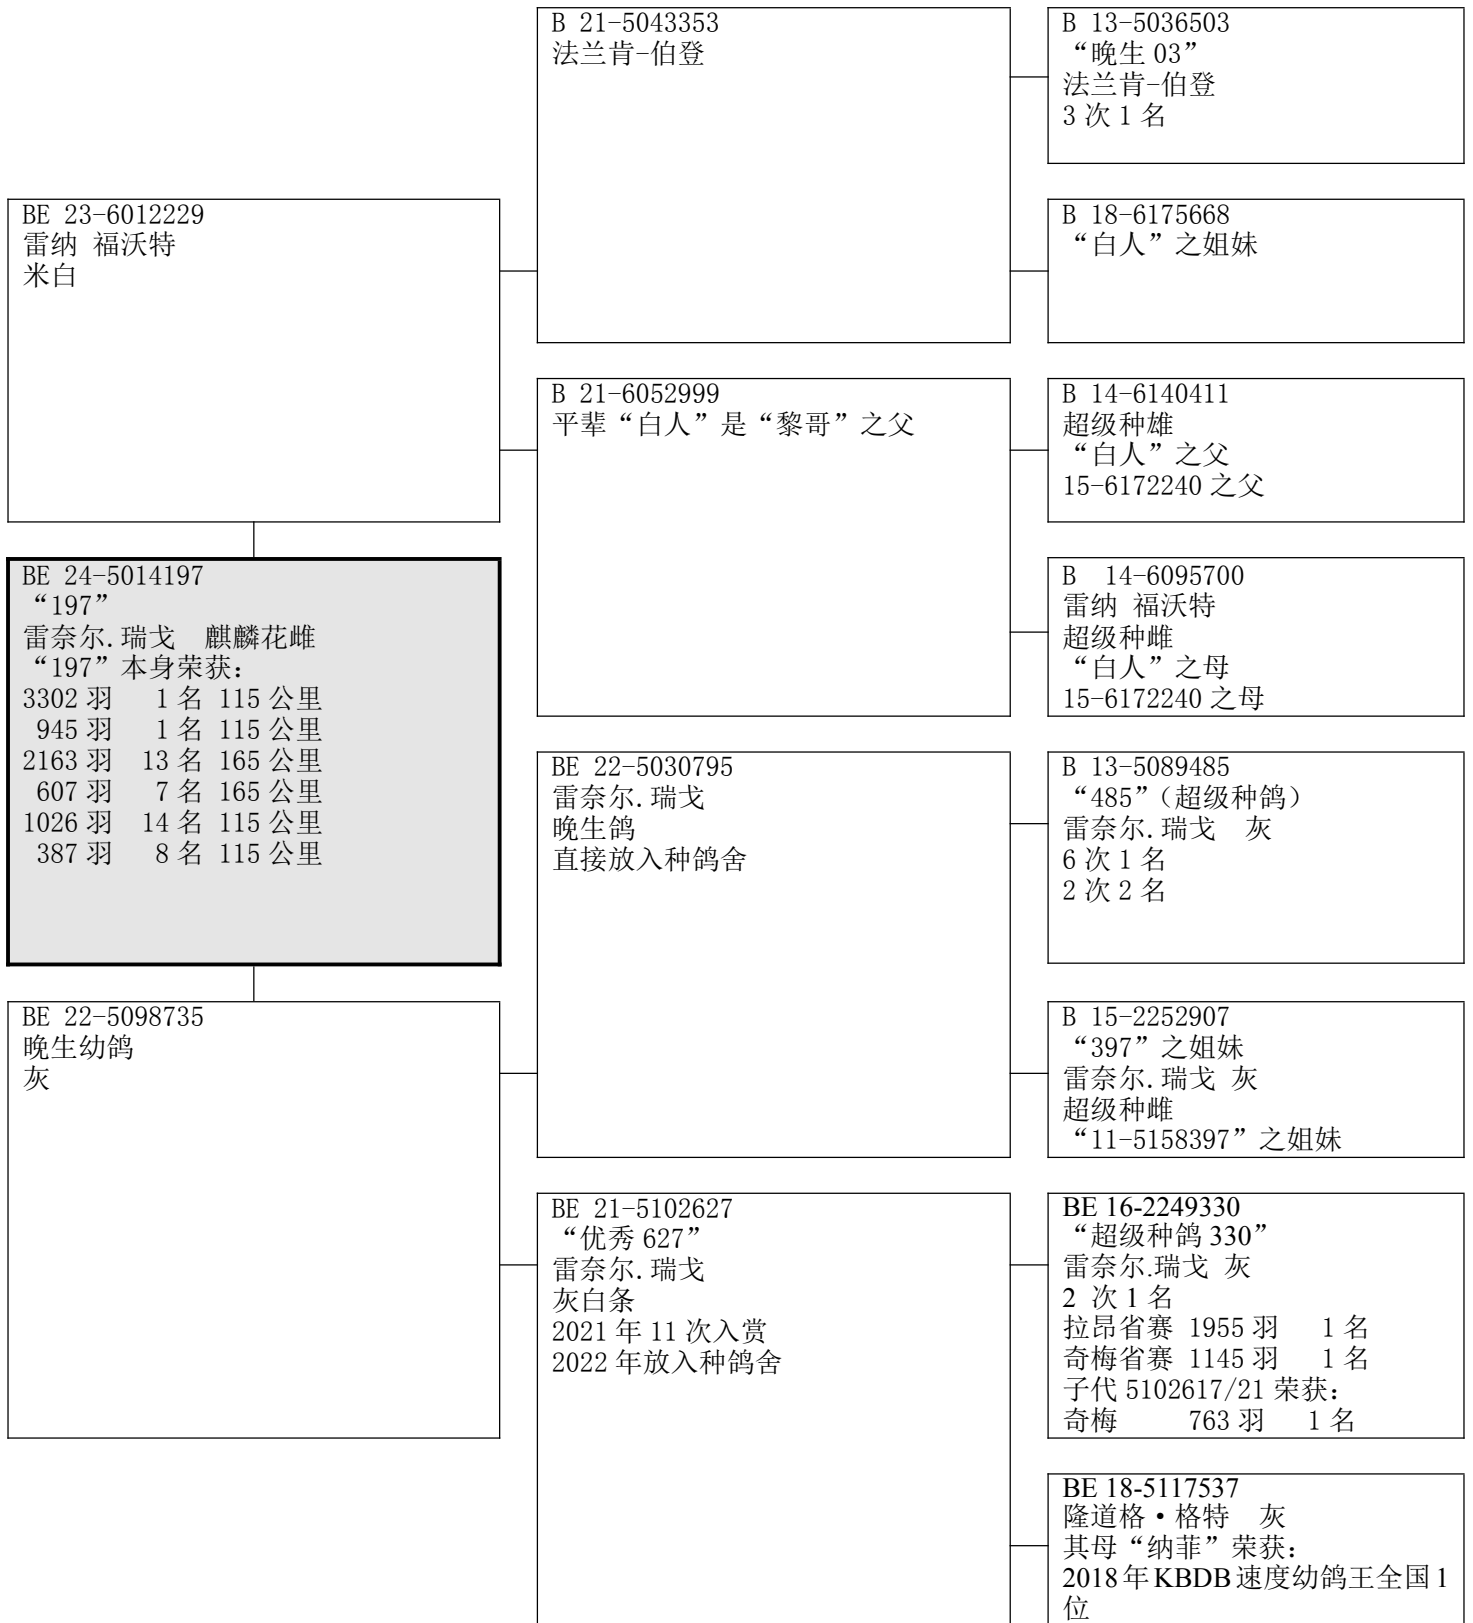 B 21-5043353
法兰肯-伯登
B 13-5036503
“晚生 03”
法兰肯-伯登
3 次 1 名
BE 23-6012229
雷纳 福沃特
米白
B 18-6175668
“白人”之姐妹
B 21-6052999
平辈“白人”是“黎哥”之父
B 14-6140411
超级种雄
“白人”之父
15-6172240 之父
BE 24-5014197
“197”
雷奈尔.瑞戈 麒麟花雌
“197”本身荣获：
3302 羽 1 名 115 公里
945 羽 1 名 115 公里
2163 羽 13 名 165 公里
607 羽 7 名 165 公里
1026 羽 14 名 115 公里
387 羽 8 名 115 公里
B 14-6095700
雷纳 福沃特
超级种雌
“白人”之母
15-6172240 之母
BE 22-5030795
雷奈尔.瑞戈
晚生鸽
直接放入种鸽舍
B 13-5089485
“485”（超级种鸽）
雷奈尔.瑞戈 灰
6 次 1 名
2 次 2 名
BE 22-5098735
晚生幼鸽
灰
B 15-2252907
“397”之姐妹
雷奈尔.瑞戈 灰
超级种雌
“11-5158397”之姐妹
BE 21-5102627
“优秀 627”
雷奈尔.瑞戈
灰白条
2021 年 11 次入赏
2022 年放入种鸽舍
BE 16-2249330
“超级种鸽 330”
雷奈尔.瑞戈 灰
2 次 1 名
拉昂省赛 1955 羽 1 名
奇梅省赛 1145 羽 1 名
子代 5102617/21 荣获：
奇梅 763 羽 1 名
BE 18-5117537
隆道格·格特 灰
其母“纳菲”荣获：
2018 年 KBDB 速度幼鸽王全国 1
位